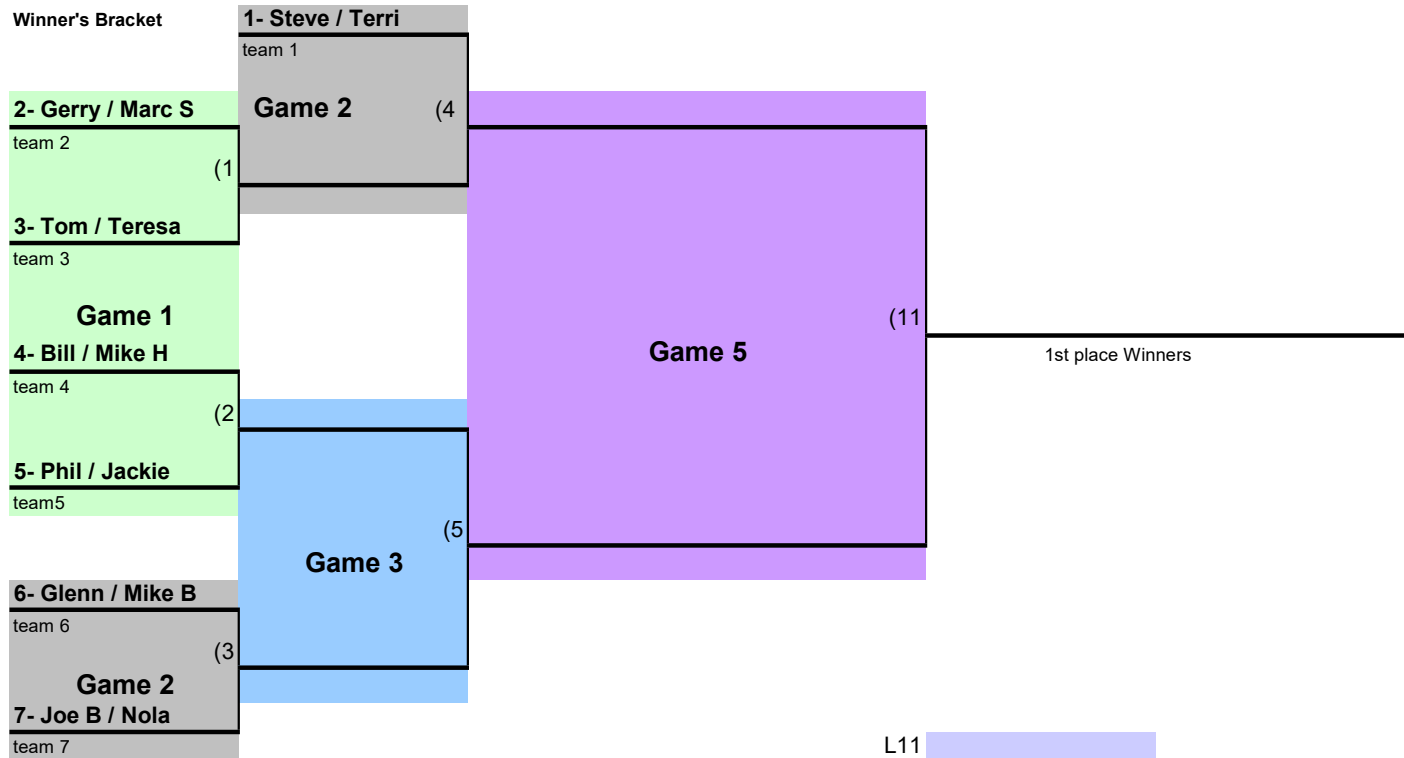 Winner's Bracket
1- Steve / Terri
team 1
2- Gerry / Marc S
Game 2
(4
team 2
(1
3- Tom / Teresa
team 3
Game 1
(11
4- Bill / Mike H
Game 5
1st place Winners
team 4
(2
5- Phil / Jackie
team5
(5
Game 3
6- Glenn / Mike B
team 6
(3
Game 2
7- Joe B / Nola
team 7
L11